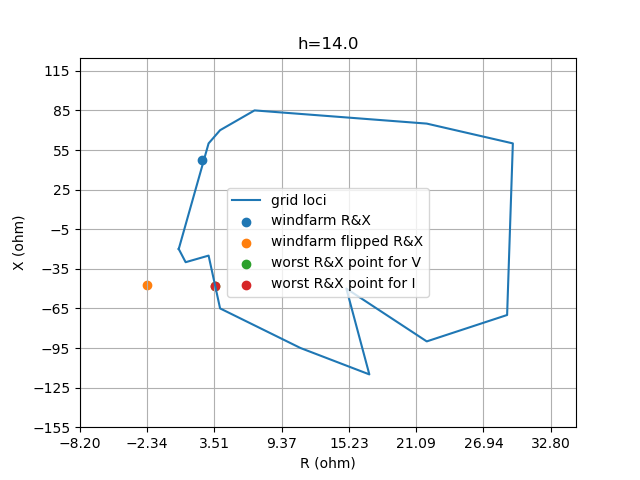 h=14.0
115
85
55
25
−5
−35
−65
−95
−125
−155
X (ohm)
grid loci
windfarm R&X
windfarm flipped R&X
worst R&X point for V
worst R&X point for I
−8.20 −2.34 3.51 9.37 15.23 21.09 26.94 32.80
R (ohm)